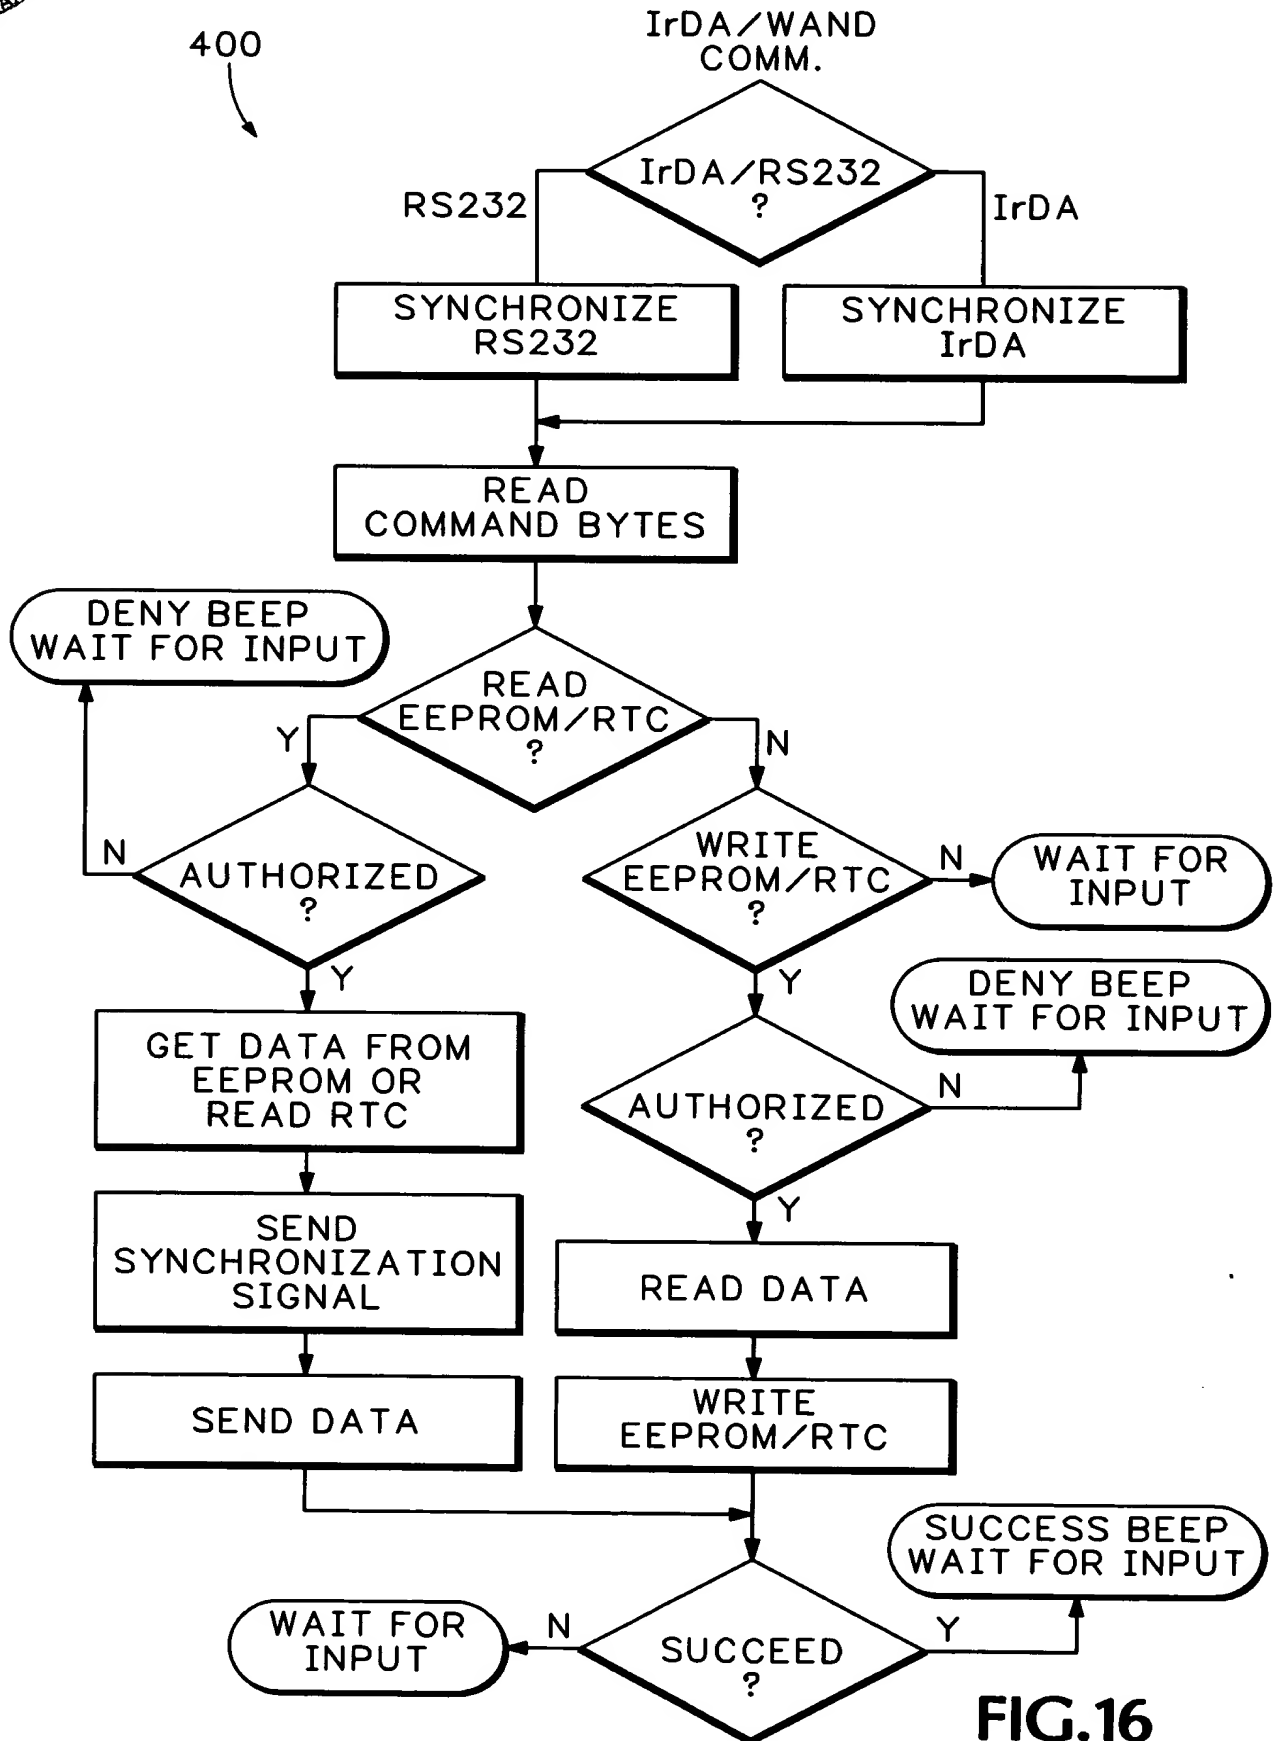 400
IrDA/WAND
COMM.
IrDA/RS232
?
RS232
IrDA
SYNCHRONIZE
RS232
SYNCHRONIZE
IrDA
READ
COMMAND BYTES
DENY BEEP
WAIT FOR INPUT
READ
EEPROM/RTC
?
Y
N
N
AUTHORIZED
?
Y
WRITE
EEPROM/RTC
?
N
WAIT FOR
INPUT
Y
DENY BEEP
WAIT FOR INPUT
GET DATA FROM
EEPROM OR
READ RTC
AUTHORIZED
?
N
Y
SEND
SYNCHRONIZATION
SIGNAL
READ DATA
SEND DATA
WRITE
EEPROM/RTC
SUCCESS BEEP
WAIT FOR INPUT
WAIT FOR
INPUT
N
SUCCEED
?
Y
FIG.16